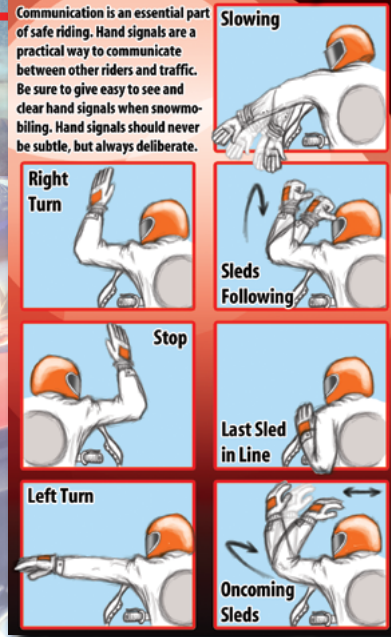 Communication is an essential part
of safe riding. Hand signals are a
practical way to communicate
between other riders and traffic.
Be sure to give easy to see and
clear hand signals when snowmo-
biling. Hand signals should never
be subtle, but always deliberate.
Slowing
Right
Turn
Sleds
Following
Stop
Last Sled
in Line
Left Turn
Oncoming
Sleds